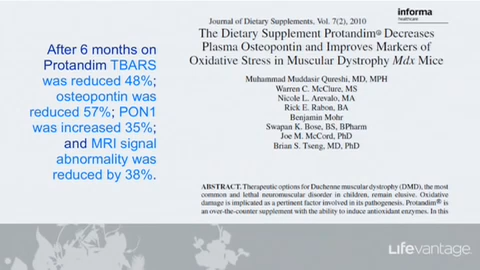 After 6 months on
Protandim TBARS
was reduced 48%;
osteopontin was
reduced 57%; PON1
was increased 35%;
and MRI signal
abnormality was
reduced by 38%.
informa
healthcare
Journal of Dietary Supplements, Vol. 7(2), 2010
The Dietary Supplement Protandim® Decreases
Plasma Osteopontin and Improves Markers of
Oxidative Stress in Muscular Dystrophy Mdx Mice
Muhammad Muddasir Qureshi, MD, MPH
Warren C. McClure, MS
Nicole L. Arevalo, MA
Rick E. Rabon, BA
Benjamin Mohr
Swapan K. Bose, BS, BPharm
Joe M. McCord, PhD
Brian S. Tseng, MD, PhD
ABSTRACT. Therapeutic options for Duchenne muscular dystrophy (DMD), the most
common and lethal neuromuscular disorder in children, remain elusive. Oxidative
damage is implicated as a pertinent factor involved in its pathogenesis. Protandim® is
an over-the-counter supplement with the ability to induce antioxidant enzymes. In this
Lifevantage.